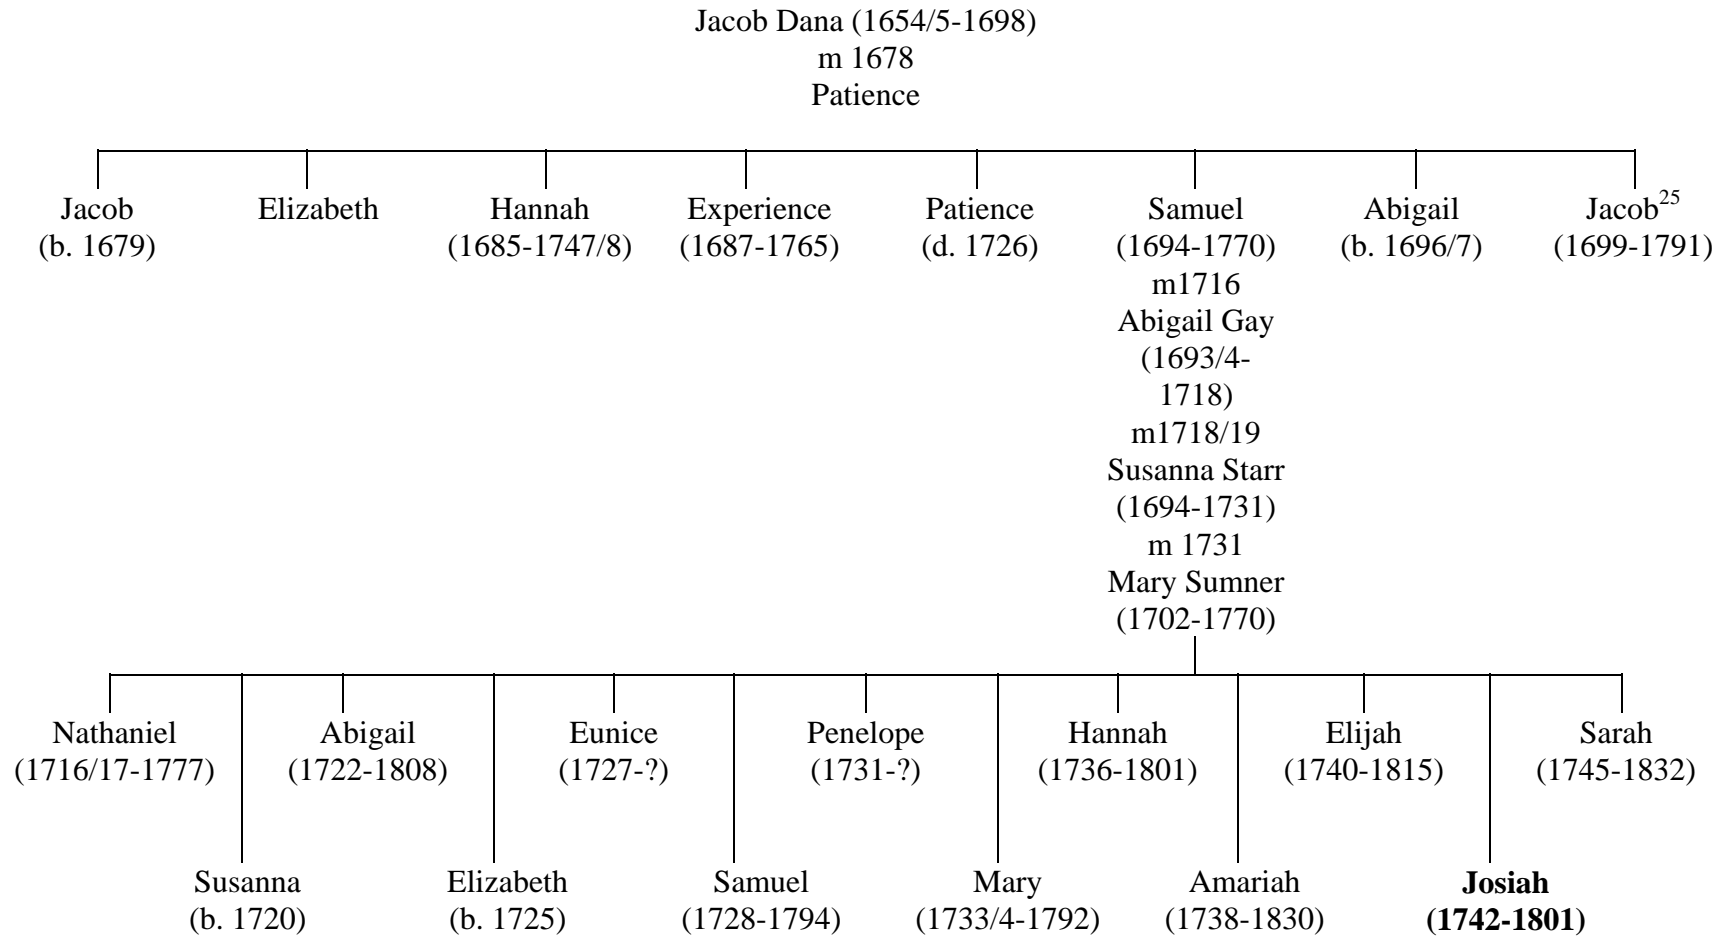 Jacob Dana (1654/5-1698)
m 1678
Patience
Jacob Elizabeth Hannah Experience Patience Samuel Abigail Jacob25
(b. 1679) (1685-1747/8) (1687-1765) (d. 1726) (1694-1770) (b. 1696/7) (1699-1791)
m1716
Abigail Gay
(1693/4-
1718)
m1718/19
Susanna Starr
(1694-1731)
m 1731
Mary Sumner
(1702-1770)
Nathaniel Abigail Eunice Penelope Hannah Elijah Sarah
(1716/17-1777) (1722-1808) (1727-?) (1731-?) (1736-1801) (1740-1815) (1745-1832)
Susanna Elizabeth Samuel Mary Amariah Josiah
(b. 1720) (b. 1725) (1728-1794) (1733/4-1792) (1738-1830) (1742-1801)